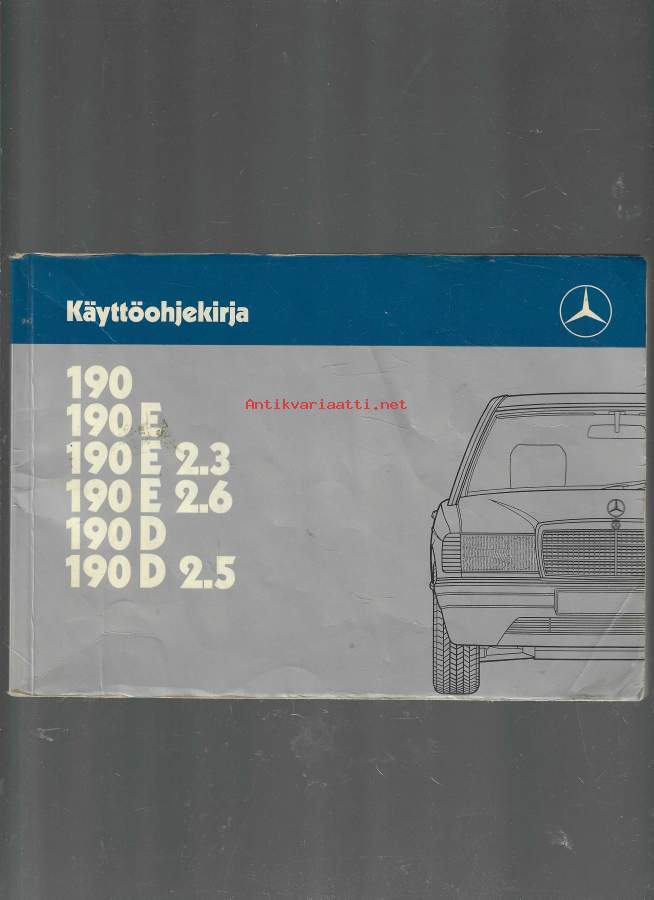 Käyttöohjekirja
190
Antikvariaatti.net
190 E
190 E 2.3
190 E 2.6
190 D
190 D 2.5